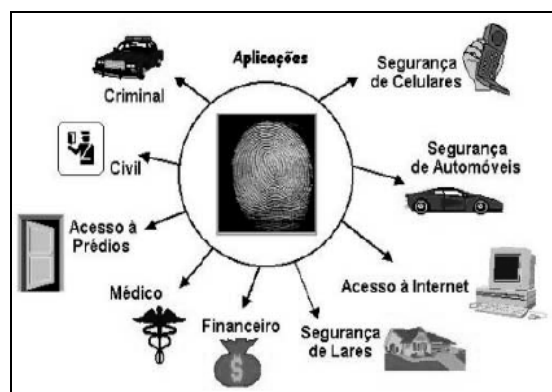 Aplicações
Segurança
de Celulares
Segurança
de Automóveis
Acesso à Internet
Segurança
de Lares
Financeiro
$
Médico
Acesso à
Prédios
Civil
Criminal